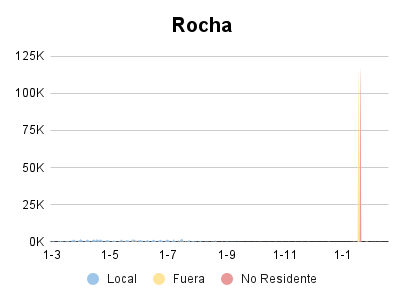 Rocha
125K
100K
75K
50K
25K
0K
1-3 1-5 1-7 1-9 1-11 1-1
Local Fuera No Residente